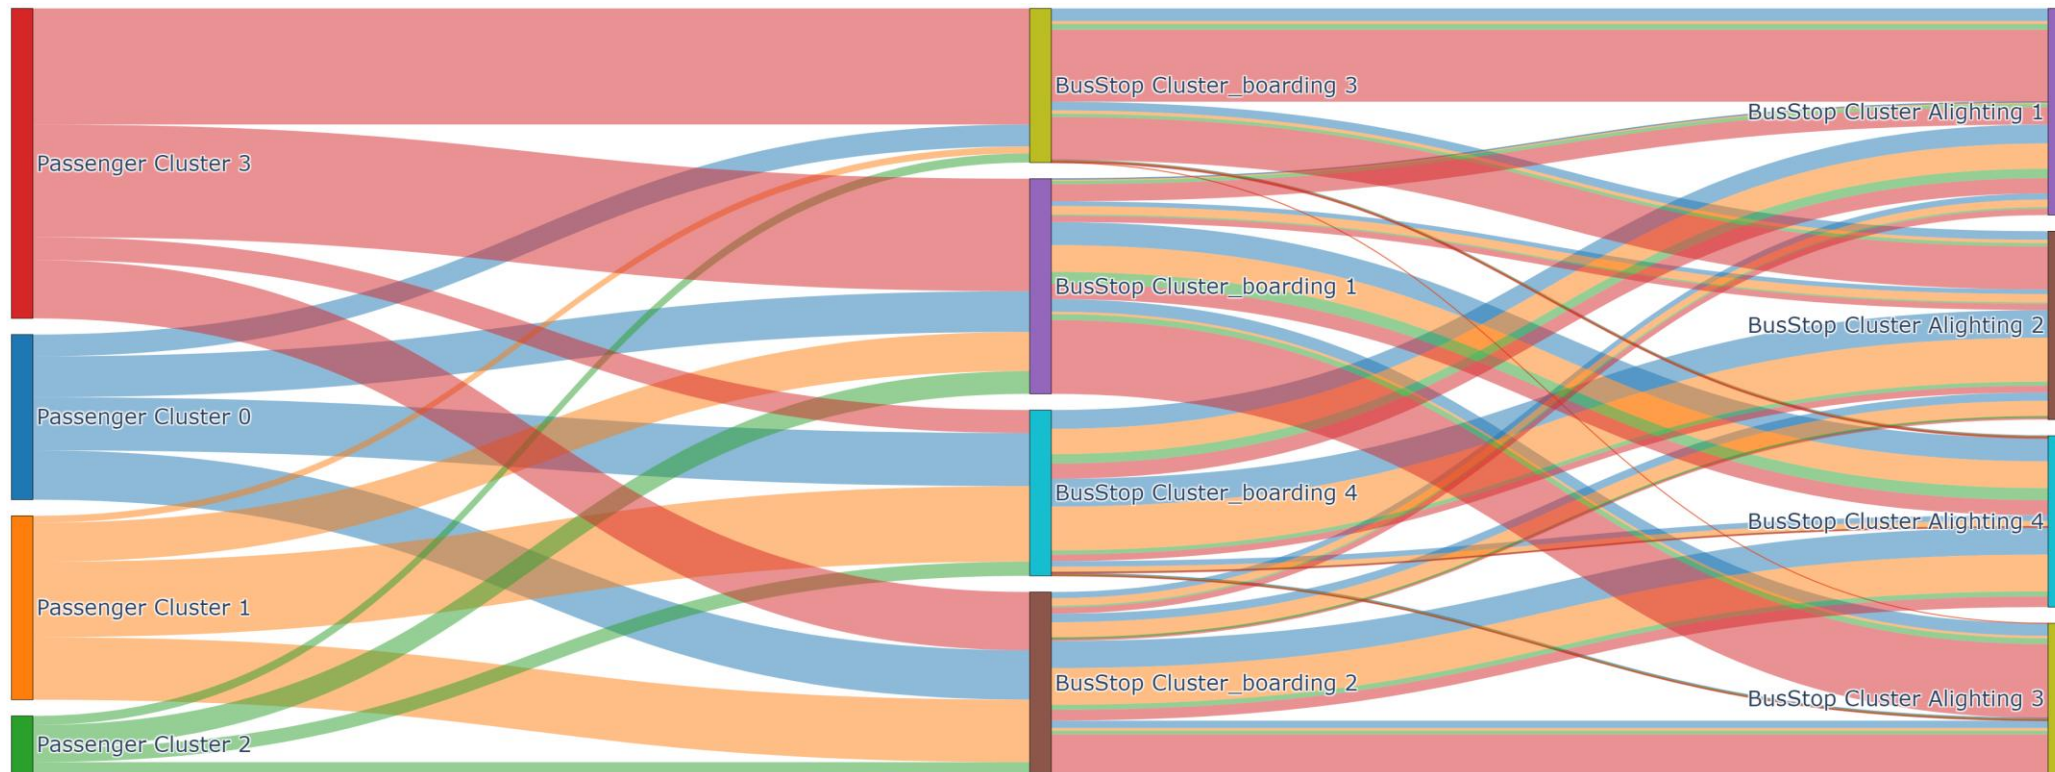 Passenger Cluster 3
Passenger Cluster 0
Passenger Cluster 1
Passenger Cluster 2
BusStop Cluster_boarding 3
BusStop Cluster_boarding 1
BusStop Cluster_boarding 4
BusStop Cluster_boarding 2
BusStop Cluster Alighting 1
BusStop Cluster Alighting 2
BusStop Cluster Alighting 4
BusStop Cluster Alighting 3